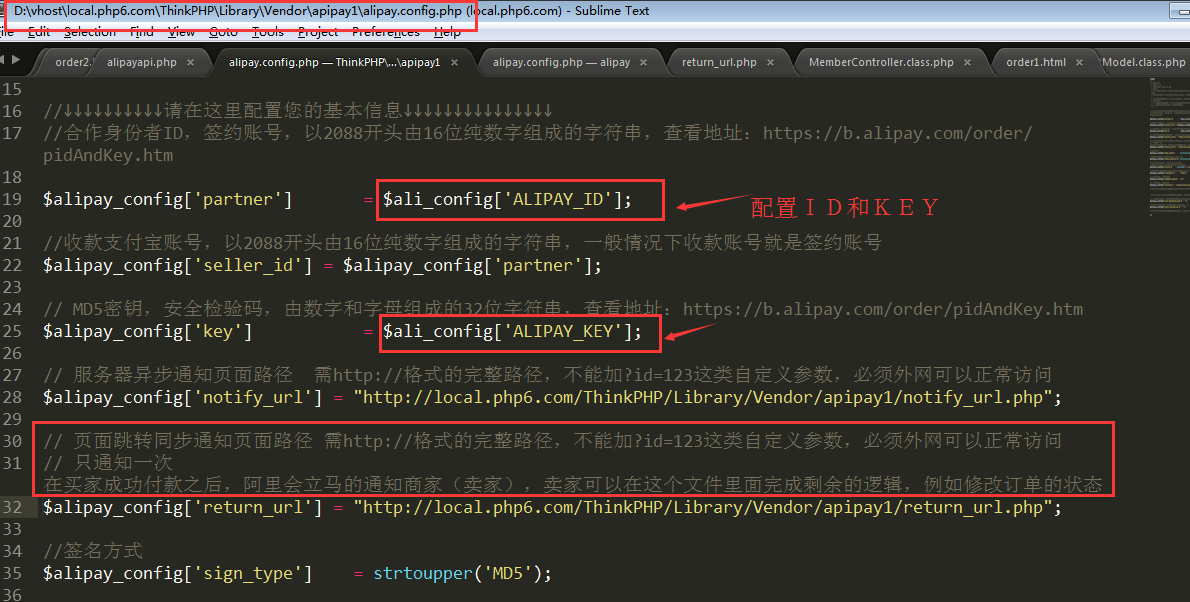 D:\vhost\local.php6.com\ThinkPHP\Library\Vendor\apipay1\alipay.config.php (local.php6.com) - Sublime Text
Edit Selection Find View Goto Tools Project Preferences Help
order2. alipayapi.php × alipay.config.php — ThinkPHP\...\apipay1 × alipay.config.php — alipay × return_url.php × MemberController.class.php × order1.html × Model.class.php
15
16 //↓↓↓↓↓↓↓↓↓↓请在这里配置您的基本信息↓↓↓↓↓↓↓↓↓↓↓↓↓↓↓
17 //合作身份者ID，签约账号，以2088开头由16位纯数字组成的字符串，查看地址：https://b.alipay.com/order/
pidAndKey.htm
18
19 $alipay_config['partner'] = $ali_config['ALIPAY_ID'];
配置ＩＤ和ＫＥＹ
20
21 //收款支付宝账号，以2088开头由16位纯数字组成的字符串，一般情况下收款账号就是签约账号
22 $alipay_config['seller_id'] = $alipay_config['partner'];
23
24 // MD5密钥，安全检验码，由数字和字母组成的32位字符串，查看地址：https://b.alipay.com/order/pidAndKey.htm
25 $alipay_config['key'] = $ali_config['ALIPAY_KEY'];
26
27 // 服务器异步通知页面路径 需http://格式的完整路径，不能加?id=123这类自定义参数，必须外网可以正常访问
28 $alipay_config['notify_url'] = "http://local.php6.com/ThinkPHP/Library/Vendor/apipay1/notify_url.php";
29
30 // 页面跳转同步通知页面路径 需http://格式的完整路径，不能加?id=123这类自定义参数，必须外网可以正常访问
31 // 只通知一次
在买家成功付款之后，阿里会立马的通知商家（卖家），卖家可以在这个文件里面完成剩余的逻辑，例如修改订单的状态
32 $alipay_config['return_url'] = "http://local.php6.com/ThinkPHP/Library/Vendor/apipay1/return_url.php";
33
34 //签名方式
35 $alipay_config['sign_type'] = strtoupper('MD5');
36